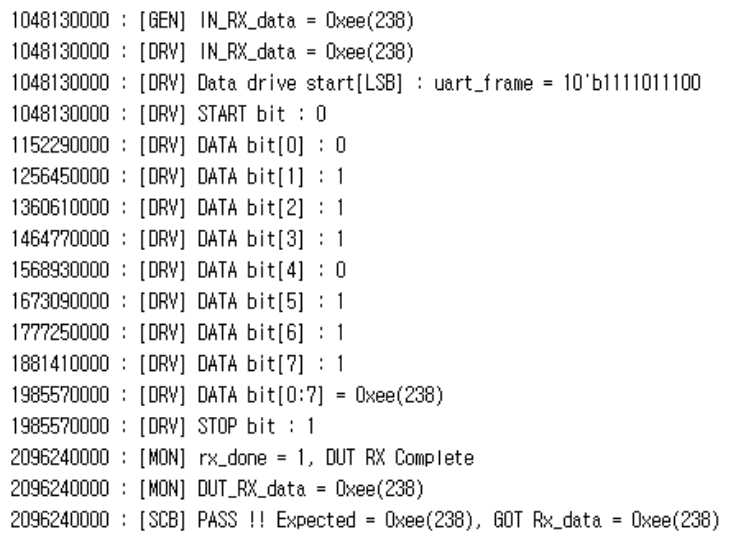 1048130000 : [GEN] IN_RX_data = 0xee(238)
1048130000 : [DRV] IN_RX_data = 0xee(238)
1048130000 : [DRV] Data drive start[LSB] : uart_frame = 10'b1111011100
1048130000 : [DRV] START bit : 0
1152290000 : [DRV] DATA bit[0] : 0
1256450000 : [DRV] DATA bit[1] : 1
1360610000 : [DRV] DATA bit[2] : 1
1464770000 : [DRV] DATA bit[3] : 1
1568930000 : [DRV] DATA bit[4] : 0
1673090000 : [DRV] DATA bit[5] : 1
1777250000 : [DRV] DATA bit[6] : 1
1881410000 : [DRV] DATA bit[7] : 1
1985570000 : [DRV] DATA bit[0:7] = 0xee(238)
1985570000 : [DRV] STOP bit : 1
2096240000 : [MON] rx_done = 1, DUT RX Complete
2096240000 : [MON] DUT_RX_data = 0xee(238)
2096240000 : [SCB] PASS !! Expected = 0xee(238), GOT Rx_data = 0xee(238)